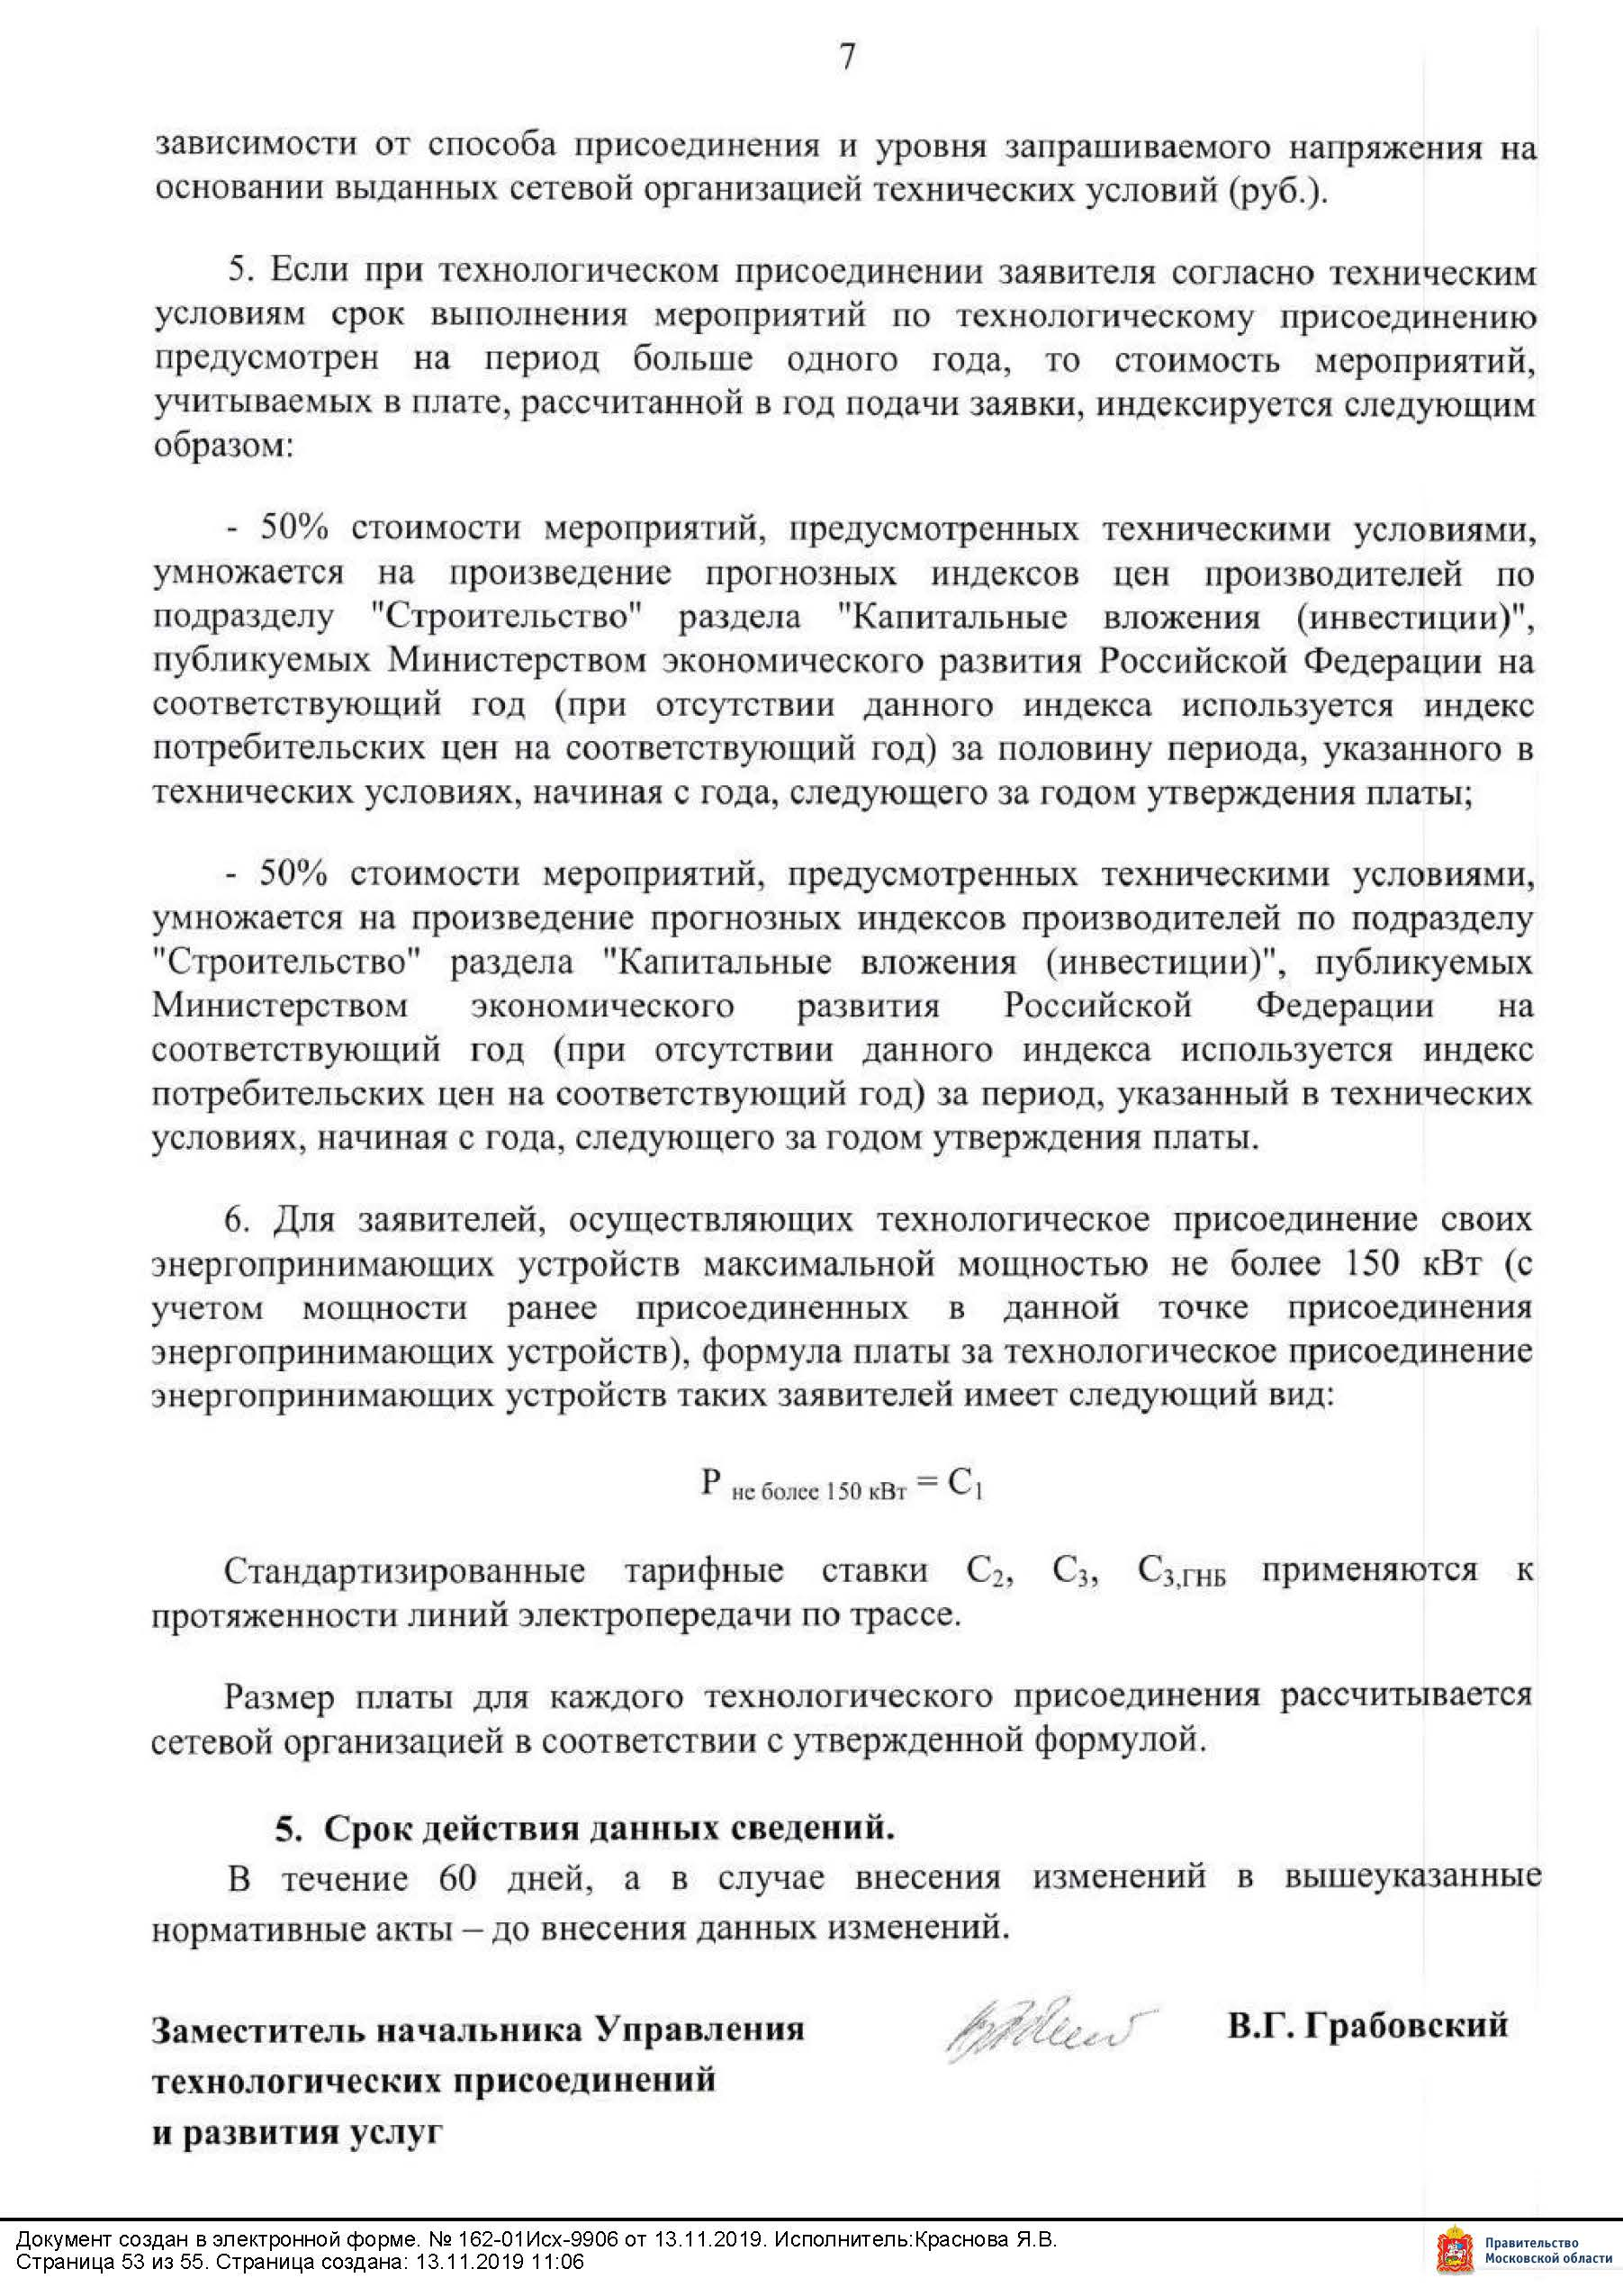 7
зависимости от способа присоединения и уровня запрашиваемого напряжения на
основании выданных сетевой организацией технических условий (руб.).
5. Если при технологическом присоединении заявителя согласно техническим
условиям срок выполнения мероприятий по технологическому присоединению
предусмотрен на период больше одного года, то стоимость мероприятий,
учитываемых в плате, рассчитанной в год подачи заявки, индексируется следующим
образом:
- 50% стоимости мероприятий, предусмотренных техническими условиями,
умножается на произведение прогнозных индексов цен производителей по
подразделу "Строительство" раздела "Капитальные вложения (инвестиции)",
публикуемых Министерством экономического развития Российской Федерации на
соответствующий год (при отсутствии данного индекса используется индекс
потребительских цен на соответствующий год) за половину периода, указанного в
технических условиях, начиная с года, следующего за годом утверждения платы;
- 50% стоимости мероприятий, предусмотренных техническими условиями,
умножается на произведение прогнозных индексов производителей по подразделу
"Строительство" раздела "Капитальные вложения (инвестиции)", публикуемых
Министерством экономического развития Российской Федерации на
соответствующий год (при отсутствии данного индекса используется индекс
потребительских цен на соответствующий год) за период, указанный в технических
условиях, начиная с года, следующего за годом утверждения платы.
6. Для заявителей, осуществляющих технологическое присоединение своих
энергопринимающих устройств максимальной мощностью не более 150 кВт (с
учетом мощности ранее присоединенных в данной точке присоединения
энергопринимающих устройств), формула платы за технологическое присоединение
энергопринимающих устройств таких заявителей имеет следующий вид:
Р не более 150 кВт = С1
Стандартизированные тарифные ставки С2, С3, С3,ГНБ применяются к
протяженности линий электропередачи по трассе.
Размер платы для каждого технологического присоединения рассчитывается
сетевой организацией в соответствии с утвержденной формулой.
5. Срок действия данных сведений.
В течение 60 дней, а в случае внесения изменений в вышеуказанные
нормативные акты – до внесения данных изменений.
Заместитель начальника Управления
технологических присоединений
и развития услуг
В.Г. Грабовский
Документ создан в электронной форме. № 162-01Исх-9906 от 13.11.2019. Исполнитель:Краснова Я.В.
Страница 53 из 55. Страница создана: 13.11.2019 11:06
Правительство
Московской области